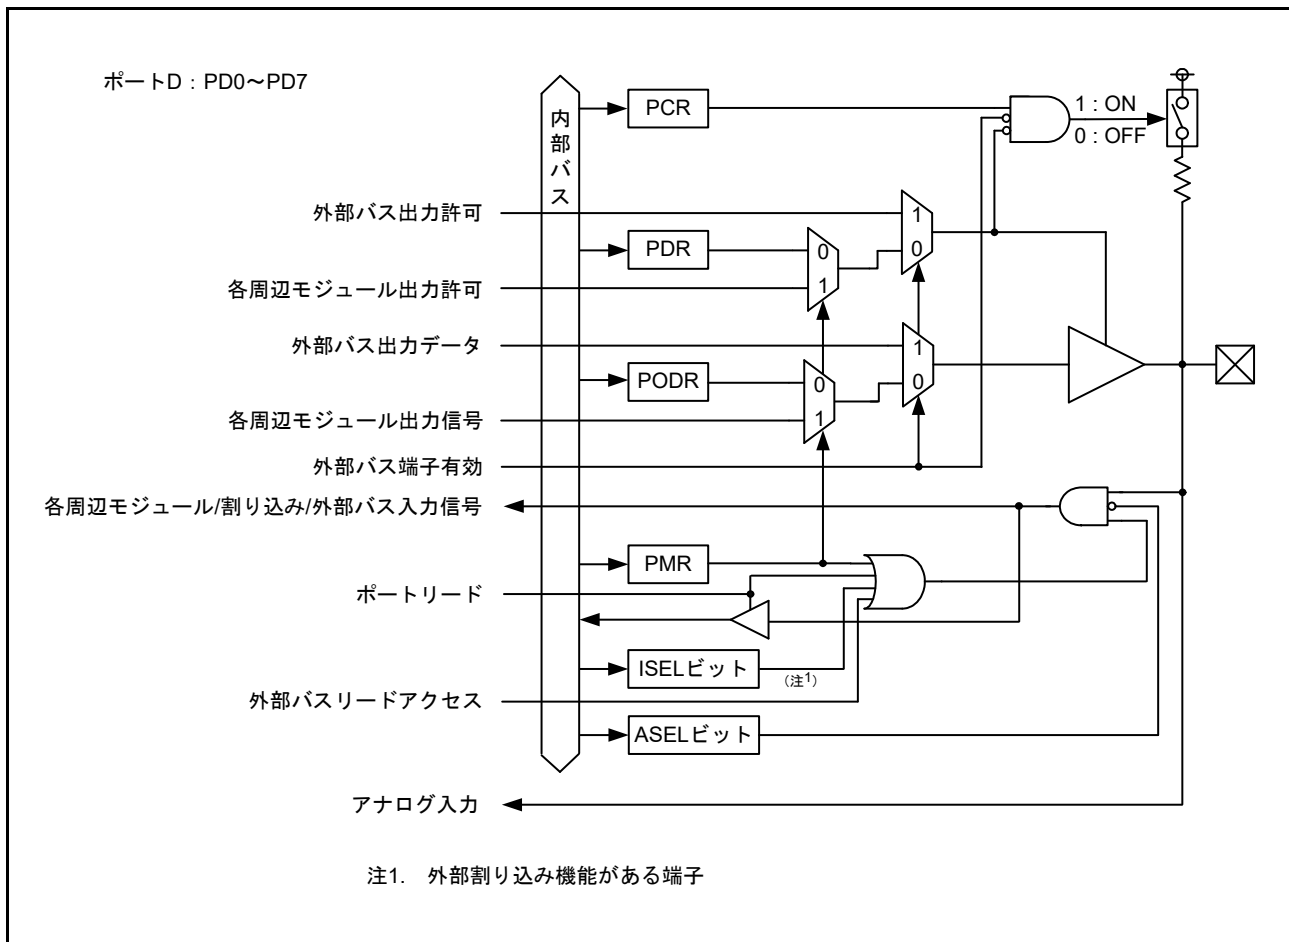 ポートD：PD0～PD7
内部バス
PCR
1 : ON
0 : OFF
外部バス出力許可
1
0
PDR
0
1
各周辺モジュール出力許可
外部バス出力データ
1
0
PODR
0
1
各周辺モジュール出力信号
外部バス端子有効
各周辺モジュール/割り込み/外部バス入力信号
PMR
ポートリード
ISELビット
（注1）
外部バスリードアクセス
ASELビット
アナログ入力
注1. 外部割り込み機能がある端子